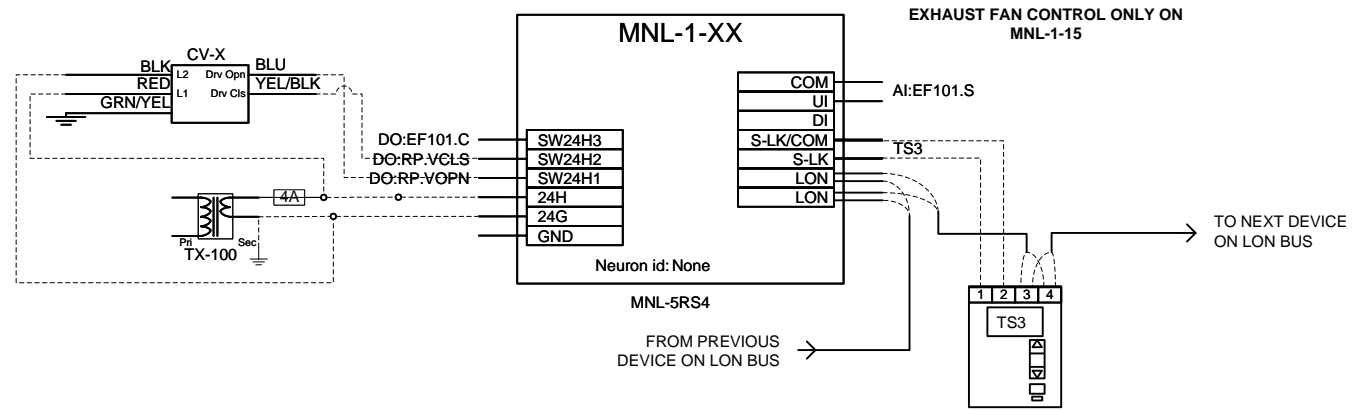 EXHAUST FAN CONTROL ONLY ON
MNL-1-15
MNL-1-XX
CV-X
BLK
L2
Drv Opn
BLU
RED
L1
Drv Cls
YEL/BLK
GRN/YEL
COM
UI
AI:EF101.S
DI
DO:EF101.C
SW24H3
S-LK/COM
TS3
DO:RP.VCLS
SW24H2
S-LK
DO:RP.VOPN
SW24H1
LON
4A
24H
LON
24G
GND
Pri
Sec
TX-100
Neuron id: None
MNL-5RS4
TO NEXT DEVICE
ON LON BUS
1 2 3 4
TS3
FROM PREVIOUS
DEVICE ON LON BUS